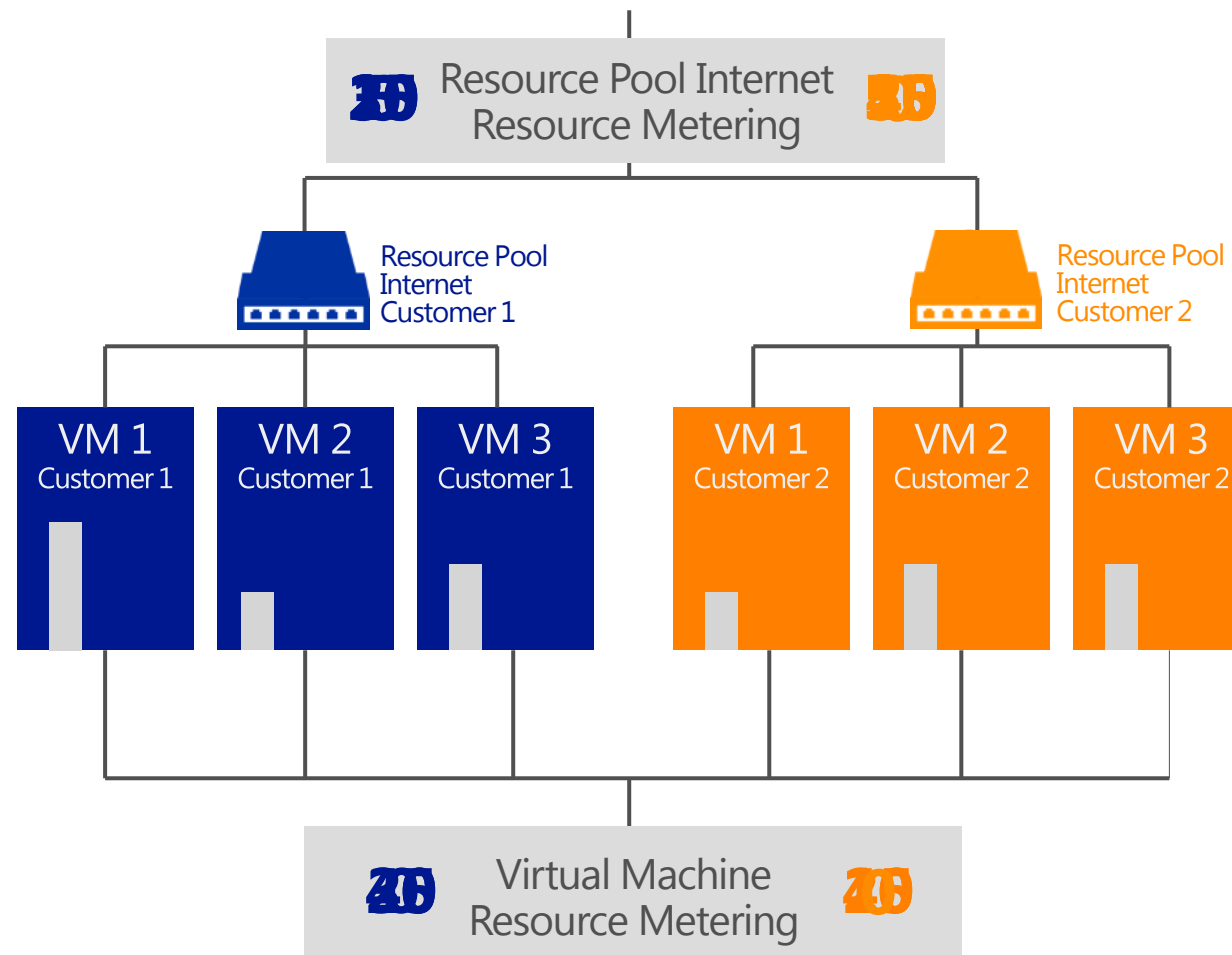 Resource Pool Internet
Resource Metering
Resource Pool
Internet
Customer 1
Resource Pool
Internet
Customer 2
VM 1
Customer 1
VM 2
Customer 1
VM 3
Customer 1
VM 1
Customer 2
VM 2
Customer 2
VM 3
Customer 2
Virtual Machine
Resource Metering